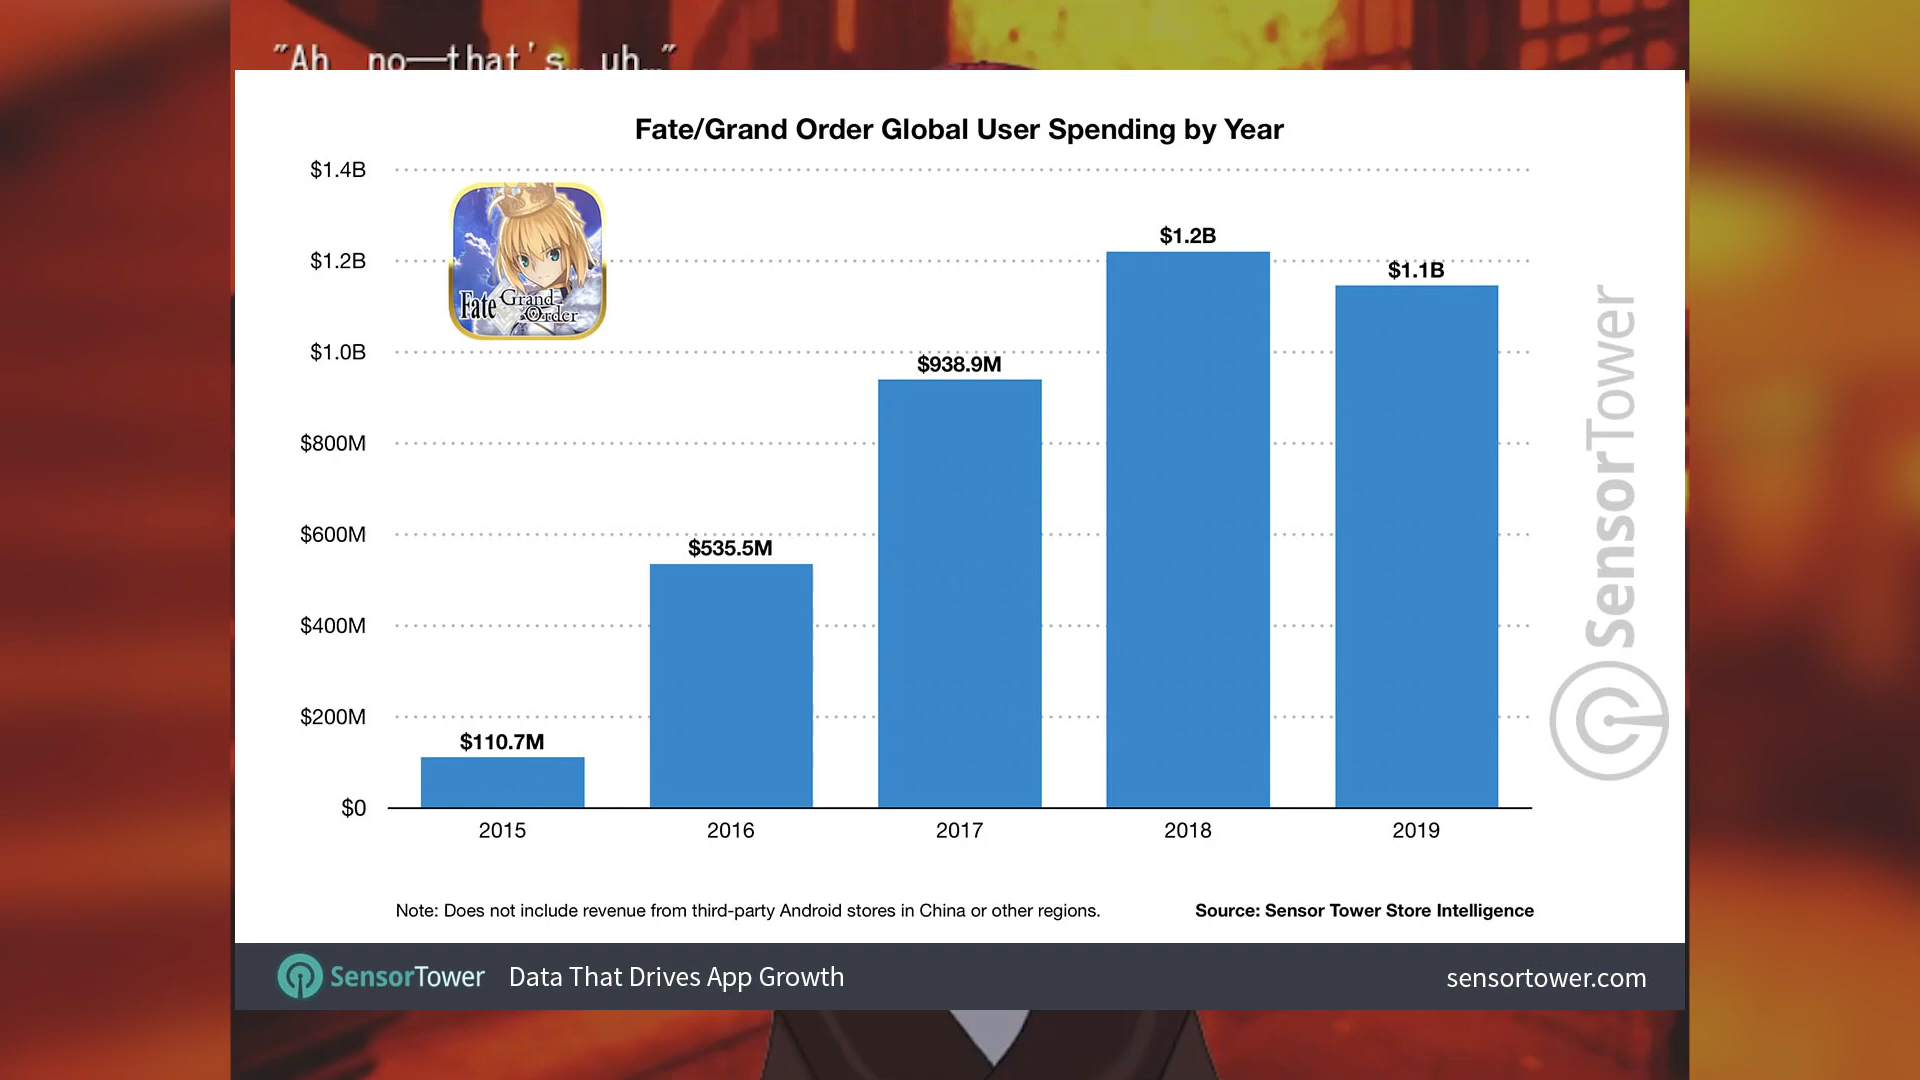 "Ah no—that's… uh…"
Fate/Grand Order Global User Spending by Year
$1.4B
$1.2B
$1.0B
$800M
$600M
$400M
$200M
$0
Fate Grand
Order
$110.7M
$535.5M
$938.9M
$1.2B
$1.1B
2015 2016 2017 2018 2019
SensorTower
Note: Does not include revenue from third-party Android stores in China or other regions.
Source: Sensor Tower Store Intelligence
SensorTower Data That Drives App Growth
sensortower.com